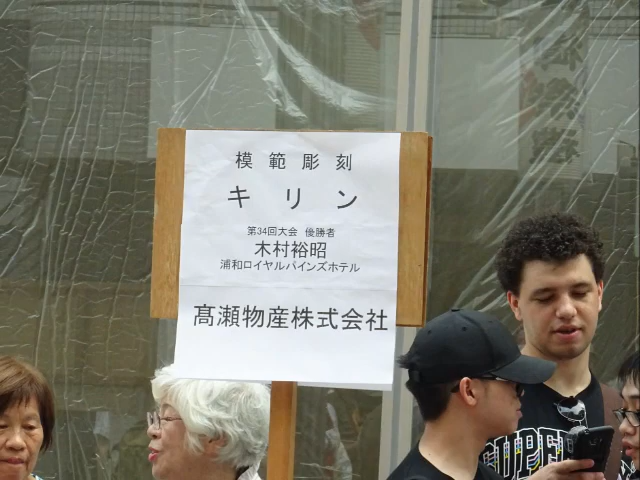 模範彫刻
キリン
第34回大会 優勝者
木村裕昭
浦和ロイヤルパインズホテル
髙瀬物産株式会社